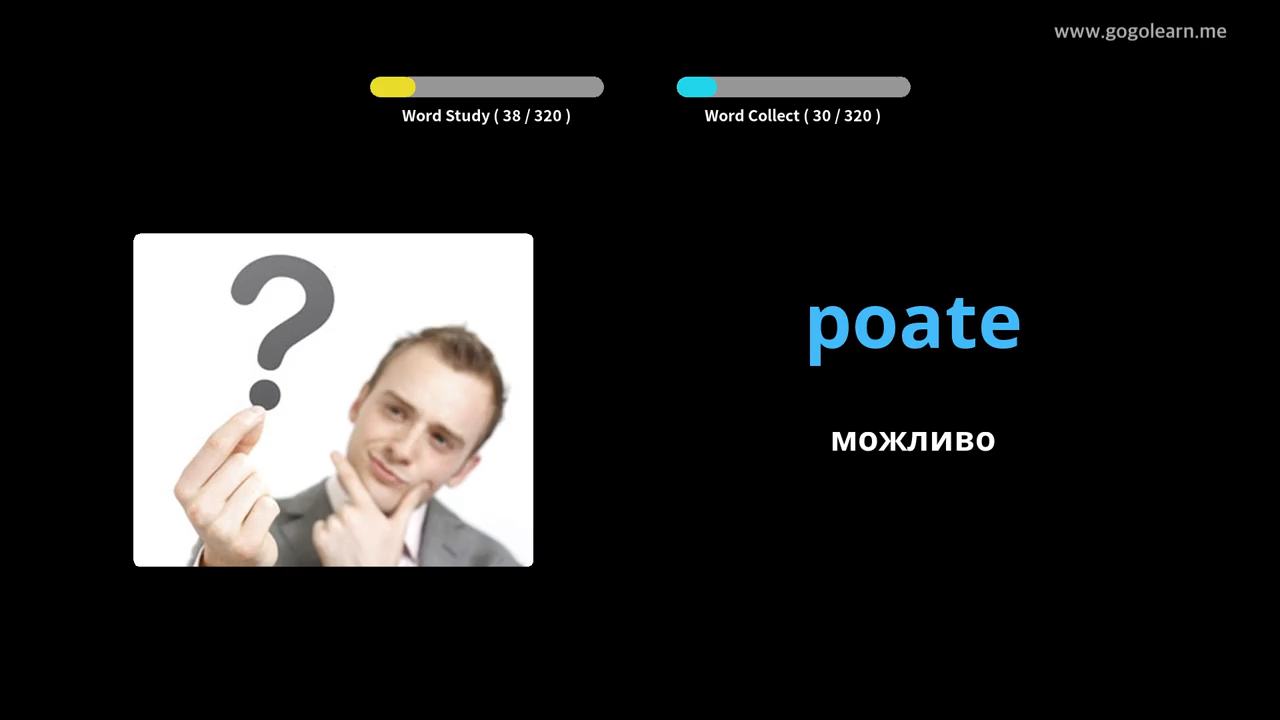 www.gogolearn.me
Word Study ( 38 / 320 )
Word Collect ( 30 / 320 )
poate
можливо